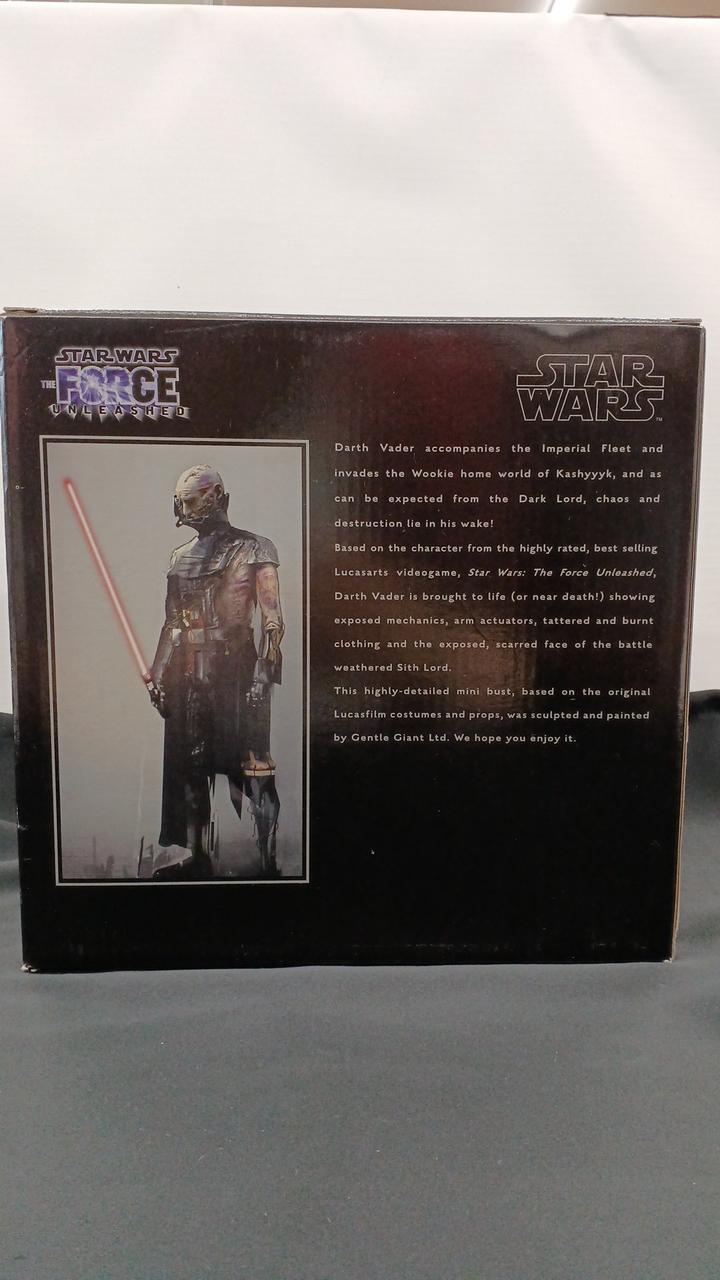 STAR WARS
THE FORCE
UNLEASHED
STAR
WARS™
Darth Vader accompanies the Imperial Fleet and
invades the Wookie home world of Kashyyyk, and as
can be expected from the Dark Lord, chaos and
destruction lie in his wake!
Based on the character from the highly rated, best selling
Lucasarts videogame, Star Wars: The Force Unleashed,
Darth Vader is brought to life (or near death!) showing
exposed mechanics, arm actuators, tattered and burnt
clothing and the exposed, scarred face of the battle
weathered Sith Lord.
This highly-detailed mini bust, based on the original
Lucasfilm costumes and props, was sculpted and painted
by Gentle Giant Ltd. We hope you enjoy it.